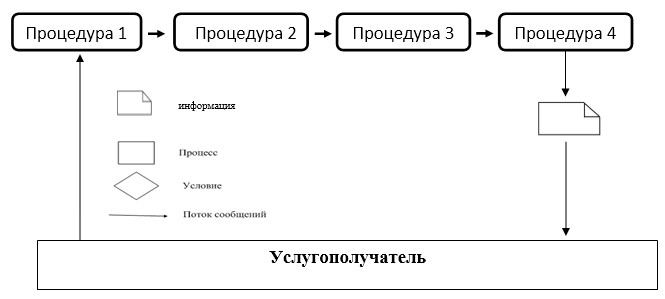 Процедура 1
Процедура 2
Процедура 3
Процедура 4
информация
Процесс
Условие
Поток сообщений
Услугополучатель